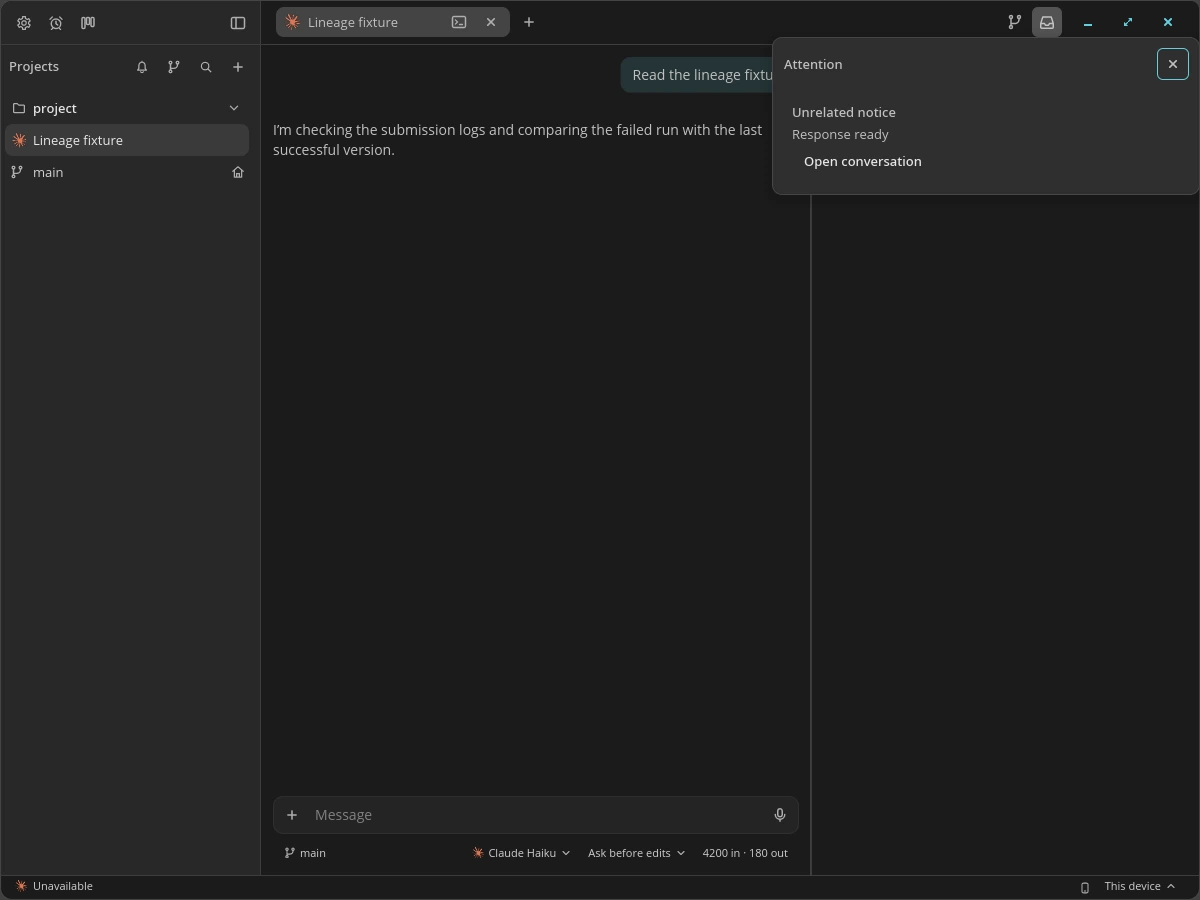 Lineage fixture
Projects
project
Lineage fixture
main
Read the lineage fixtu
I'm checking the submission logs and comparing the failed run with the last
successful version.
Attention
Unrelated notice
Response ready
Open conversation
Message
main
Claude Haiku
Ask before edits
4200 in · 180 out
Unavailable
This device